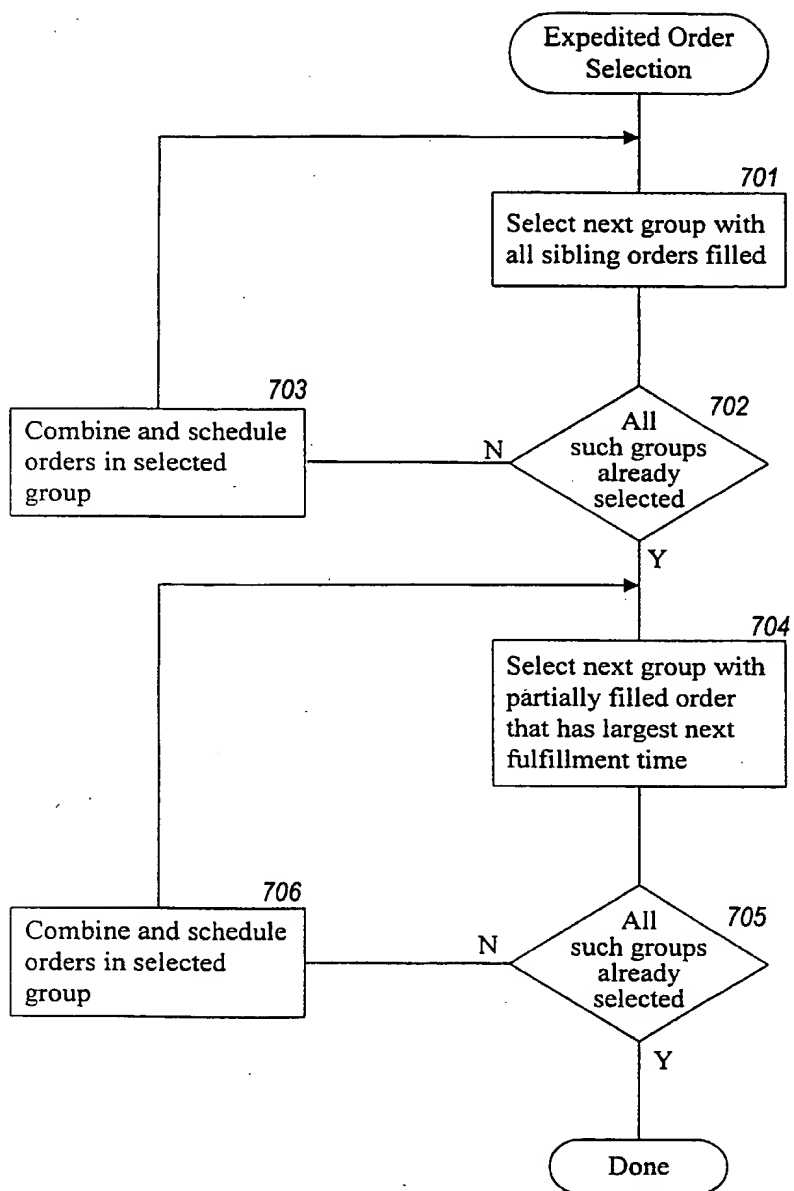 Expedited Order
Selection
701
Select next group with
all sibling orders filled
703
Combine and schedule
orders in selected
group
N
702
All
such groups
already
selected
Y
704
Select next group with
partially filled order
that has largest next
fulfillment time
706
Combine and schedule
orders in selected
group
N
705
All
such groups
already
selected
Y
Done